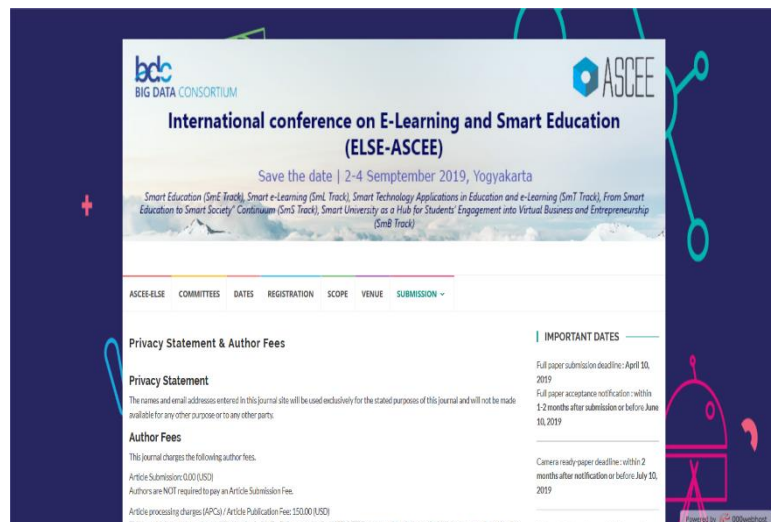 bdc
BIG DATA CONSORTIUM
ASCEE
International conference on E-Learning and Smart Education
(ELSE-ASCEE)
Save the date | 2-4 Semptember 2019, Yogyakarta
Smart Education (SmE Track), Smart e-Learning (SmL Track), Smart Technology Applications in Education and e-Learning (SmT Track), From Smart
Education to Smart Society" Continuum (SmS Track), Smart University as a Hub for Students' Engagement into Virtual Business and Entrepreneurship
(SmB Track)
ASCEE-ELSE COMMITTEES DATES REGISTRATION SCOPE VENUE SUBMISSION
Privacy Statement & Author Fees
Privacy Statement
The names and email addresses entered in this journal site will be used exclusively for the stated purposes of this journal and will not be made
available for any other purpose or to any other party.
Author Fees
This journal charges the following author fees.
Article Submission: 0.00 (USD)
Authors are NOT required to pay an Article Submission Fee.
Article processing charges (APCs) / Article Publication Fee: 150.00 (USD)
IMPORTANT DATES
Full paper submission deadline : April 10,
2019
Full paper acceptance notification : within
1-2 months after submission or before June
10, 2019
Camera ready-paper deadline : within 2
months after notification or before July 10,
2019
Powered by 000webhost